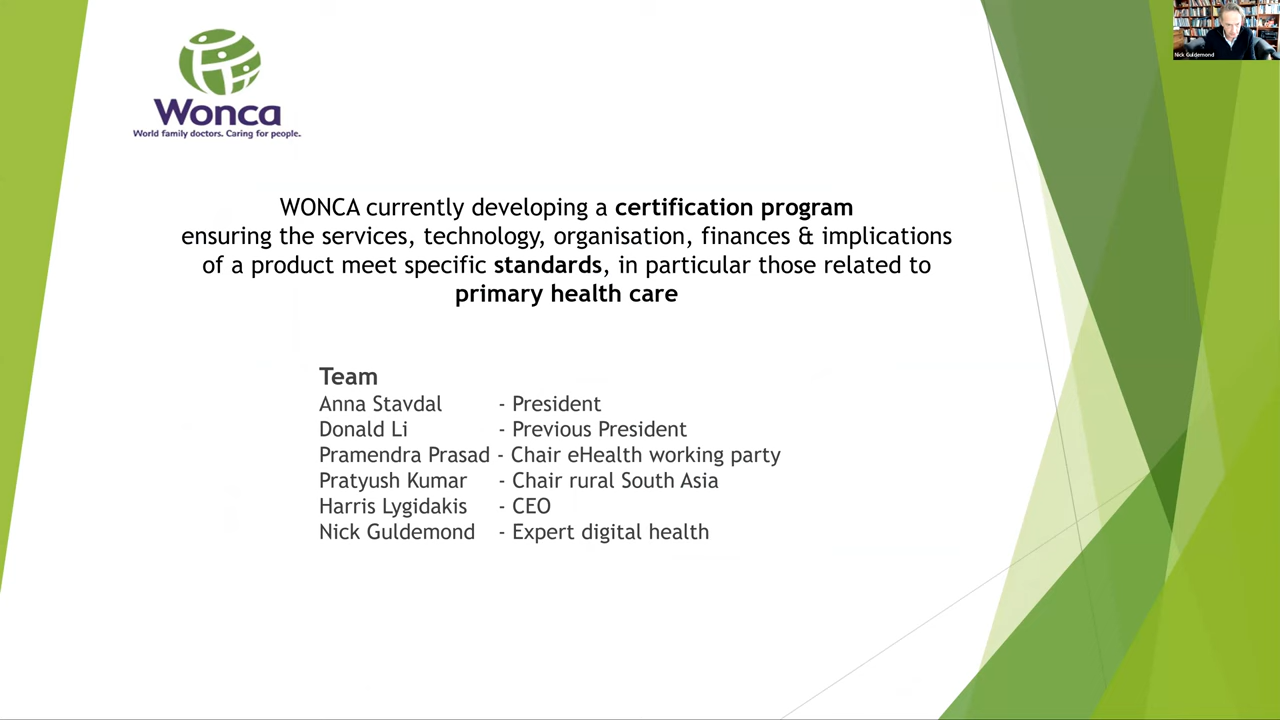 Nick Guldemond
Wonca
World family doctors. Caring for people.
WONCA currently developing a certification program
ensuring the services, technology, organisation, finances & implications
of a product meet specific standards, in particular those related to
primary health care
Team
Anna Stavdal - President
Donald Li - Previous President
Pramendra Prasad - Chair eHealth working party
Pratyush Kumar - Chair rural South Asia
Harris Lygidakis - CEO
Nick Guldemond - Expert digital health